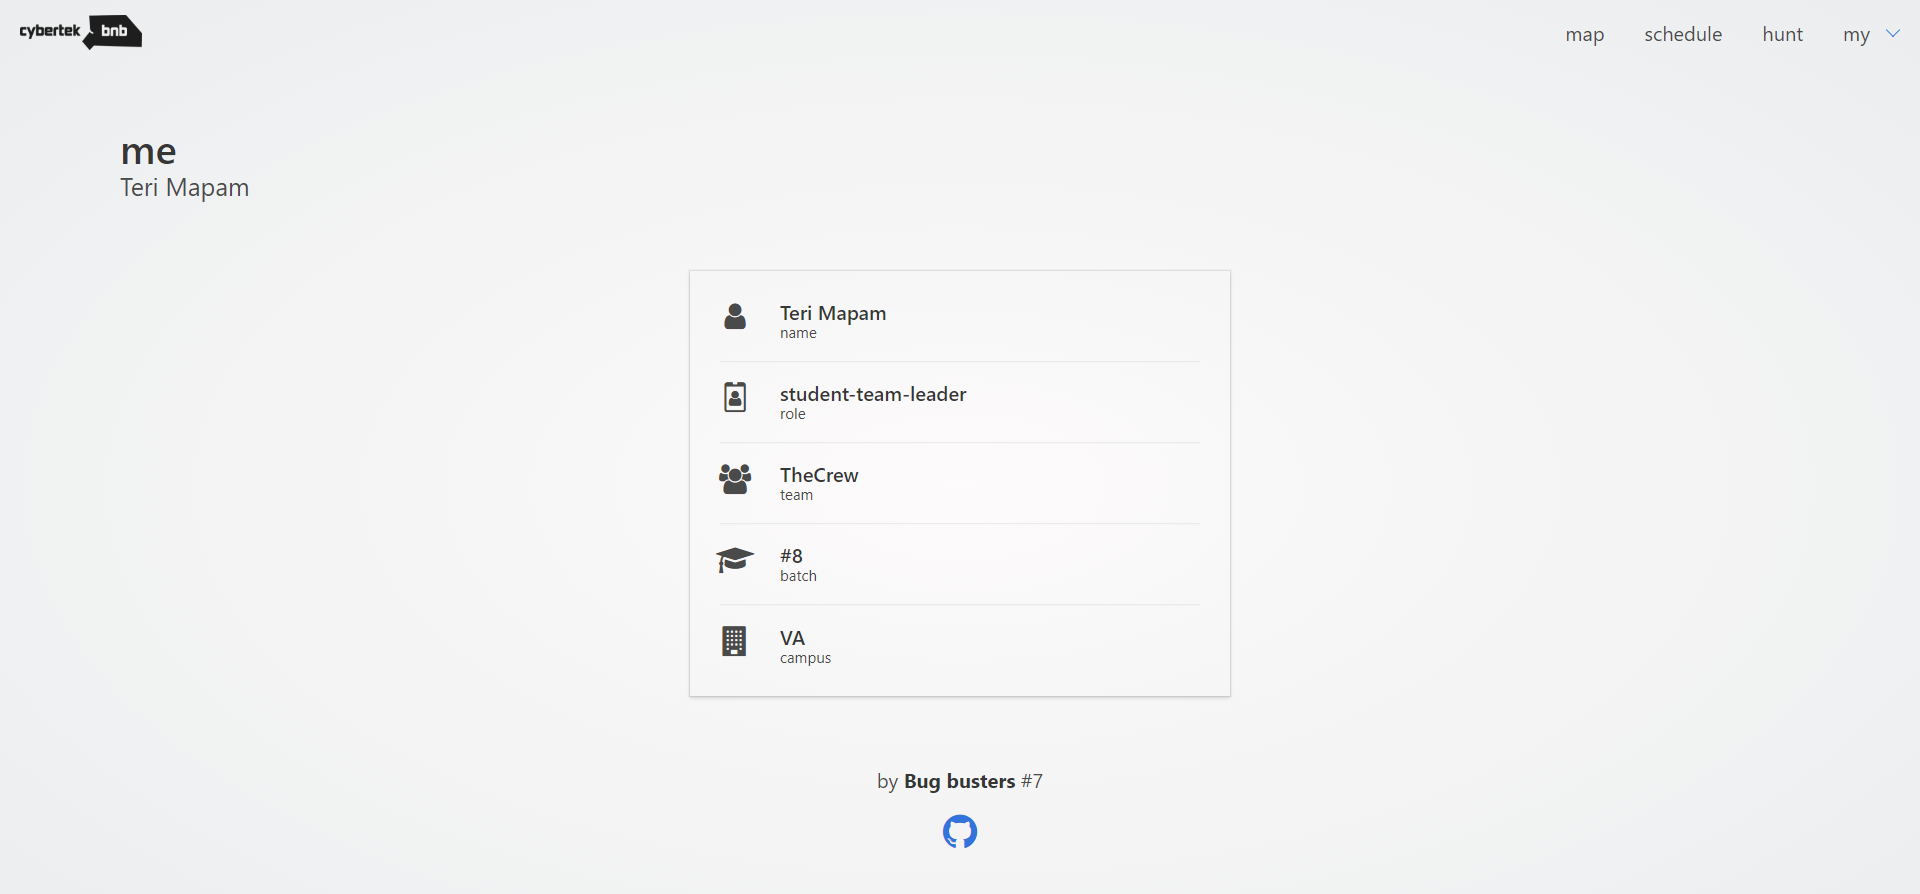 cybertek bnb
map schedule hunt my
me
Teri Mapam
Teri Mapam
name
student-team-leader
role
TheCrew
team
#8
batch
VA
campus
by Bug busters #7